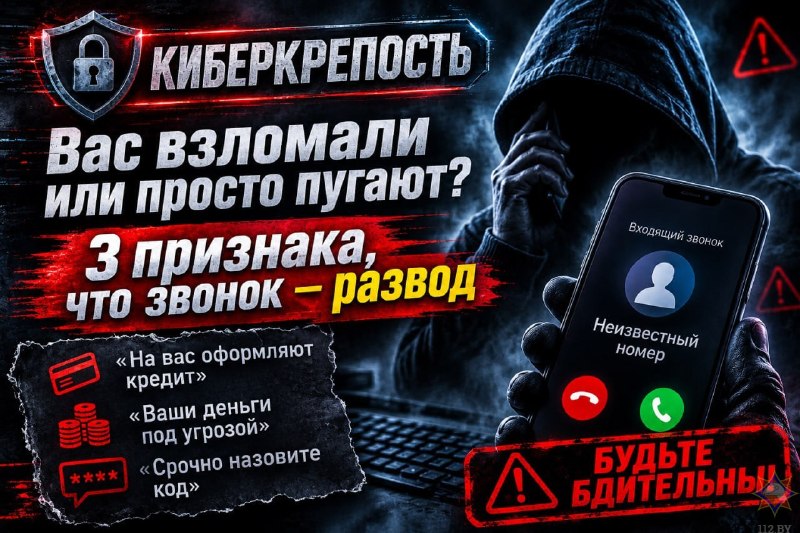 КИБЕРКРЕПОСТЬ
Вас взломали
или просто пугают?
3 признака,
что звонок – развод
«На вас оформляют
кредит»
«Ваши деньги
под угрозой»
****
«Срочно назовите
код»
Входящий звонок
Неизвестный
номер
БУДЬТЕ
БДИТЕЛЬНЫ!
112.BY